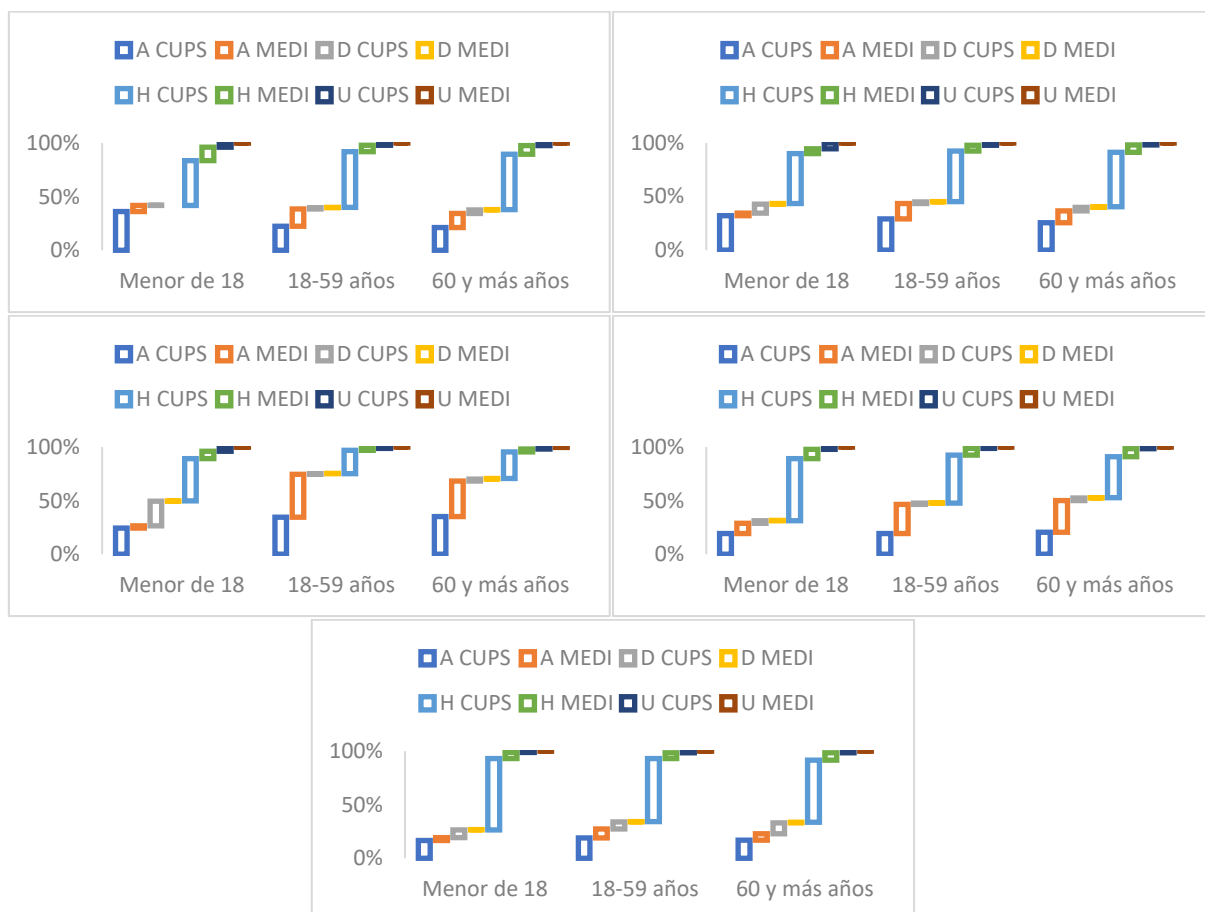 A CUPS A MEDI D CUPS D MEDI
H CUPS H MEDI U CUPS U MEDI
100%
50%
0%
Menor de 18 18-59 años 60 y más años
A CUPS A MEDI D CUPS D MEDI
H CUPS H MEDI U CUPS U MEDI
100%
50%
0%
Menor de 18 18-59 años 60 y más años
A CUPS A MEDI D CUPS D MEDI
H CUPS H MEDI U CUPS U MEDI
100%
50%
0%
Menor de 18 18-59 años 60 y más años
A CUPS A MEDI D CUPS D MEDI
H CUPS H MEDI U CUPS U MEDI
100%
50%
0%
Menor de 18 18-59 años 60 y más años
A CUPS A MEDI D CUPS D MEDI
H CUPS H MEDI U CUPS U MEDI
100%
50%
0%
Menor de 18 18-59 años 60 y más años